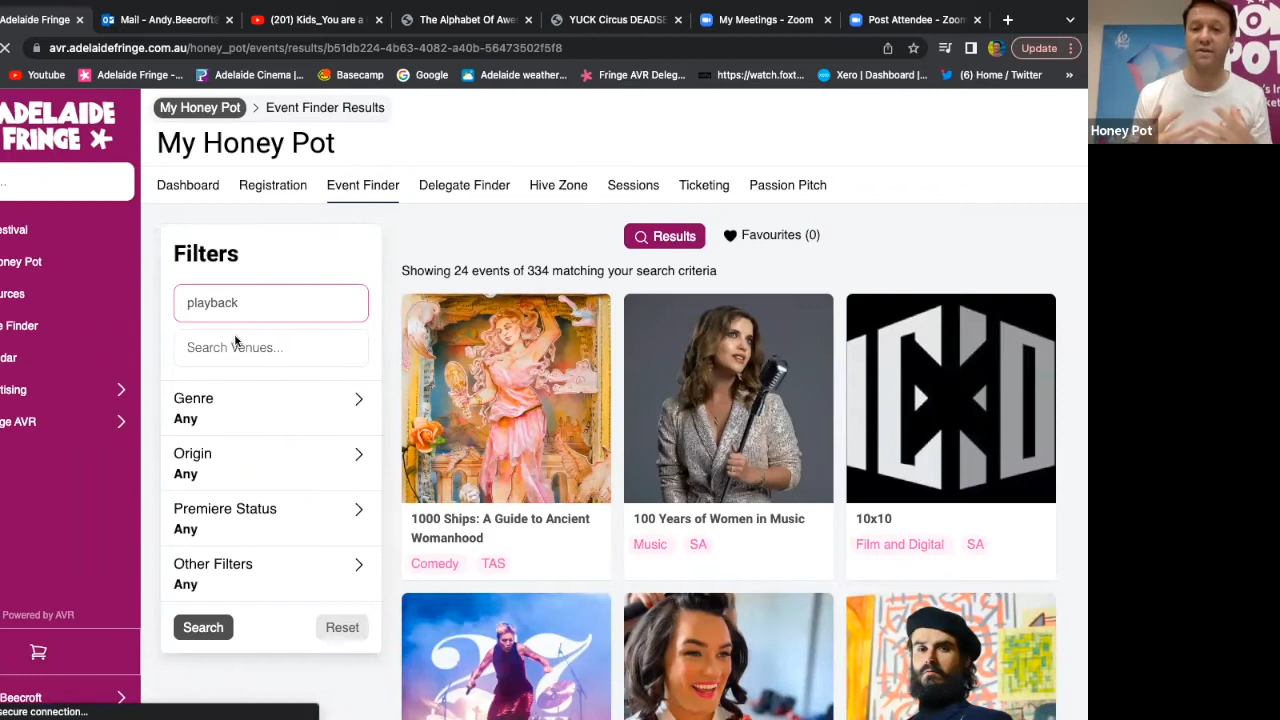 Adelaide Fringe
Mail - Andy.Beecroft@
(201) Kids_You are a
The Alphabet Of Awe
YUCK Circus DEADSE
My Meetings - Zoom
Post Attendee - Zoom
Update
avr.adelaidefringe.com.au/honey_pot/events/results/b51db224-4b63-4082-a40b-56473502f5f8
Youtube
Adelaide Fringe -...
Adelaide Cinema |...
Basecamp
Google
Adelaide weather...
Fringe AVR Deleg...
https://watch.foxt...
Xero | Dashboard |...
(6) Home / Twitter
»
ADELAIDE
FRINGE
...
estival
oney Pot
urces
e Finder
dar
tising
ge AVR
Powered by AVR
Beecroft
secure connection...
My Honey Pot > Event Finder Results
My Honey Pot
Dashboard
Registration
Event Finder
Delegate Finder
Hive Zone
Sessions
Ticketing
Passion Pitch
Filters
playback
Search Venues...
Genre
Any
Origin
Any
Premiere Status
Any
Other Filters
Any
Search
Reset
Results
Favourites (0)
Showing 24 events of 334 matching your search criteria
1000 Ships: A Guide to Ancient
Womanhood
Comedy
TAS
100 Years of Women in Music
Music
SA
10x10
Film and Digital
SA
27
Honey Pot